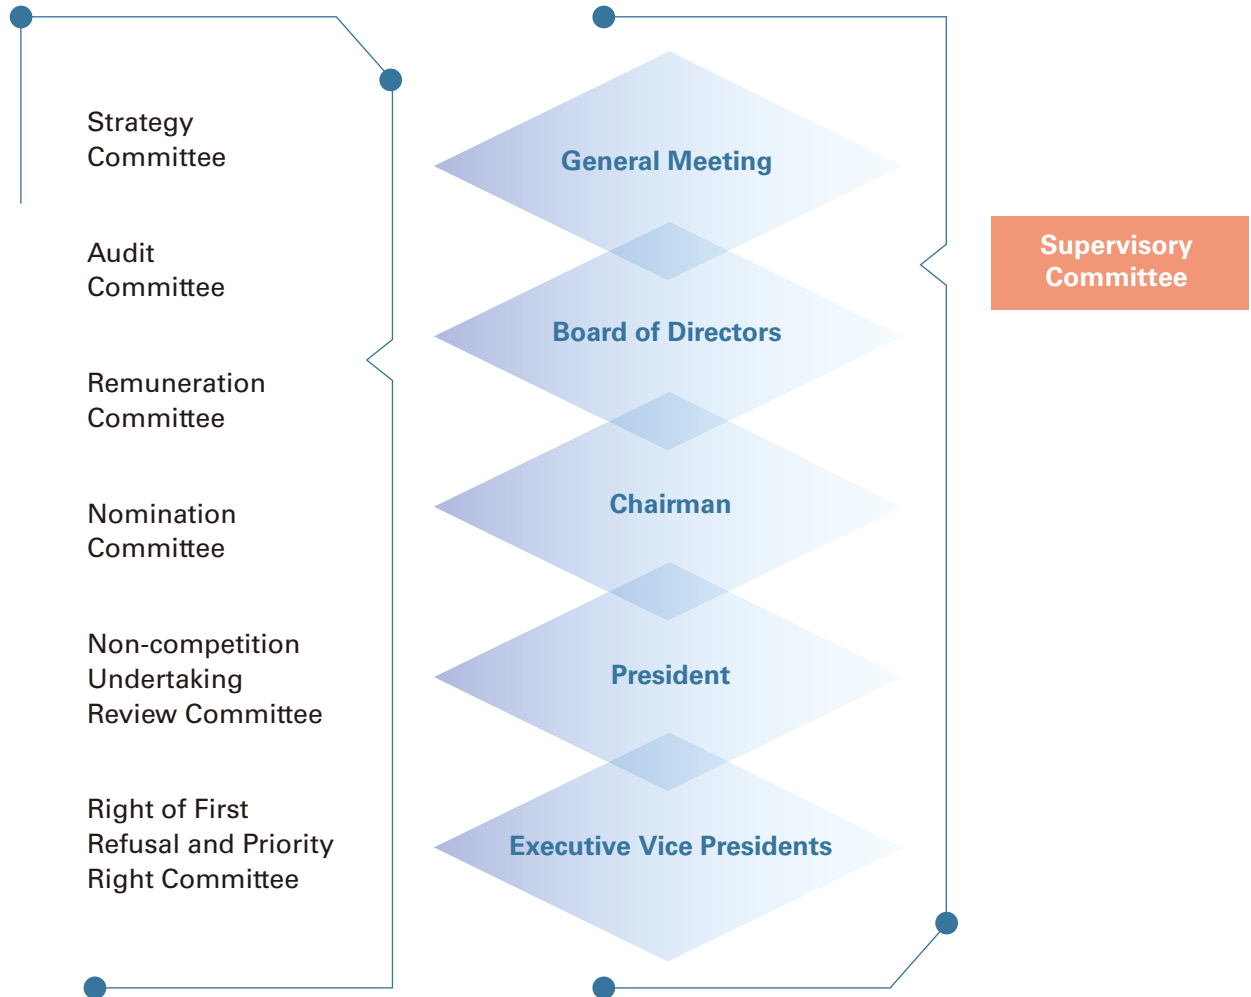 Strategy
Committee
Audit
Committee
Remuneration
Committee
Nomination
Committee
Non-competition
Undertaking
Review Committee
Right of First
Refusal and Priority
Right Committee
General Meeting
Board of Directors
Chairman
President
Executive Vice Presidents
Supervisory
Committee